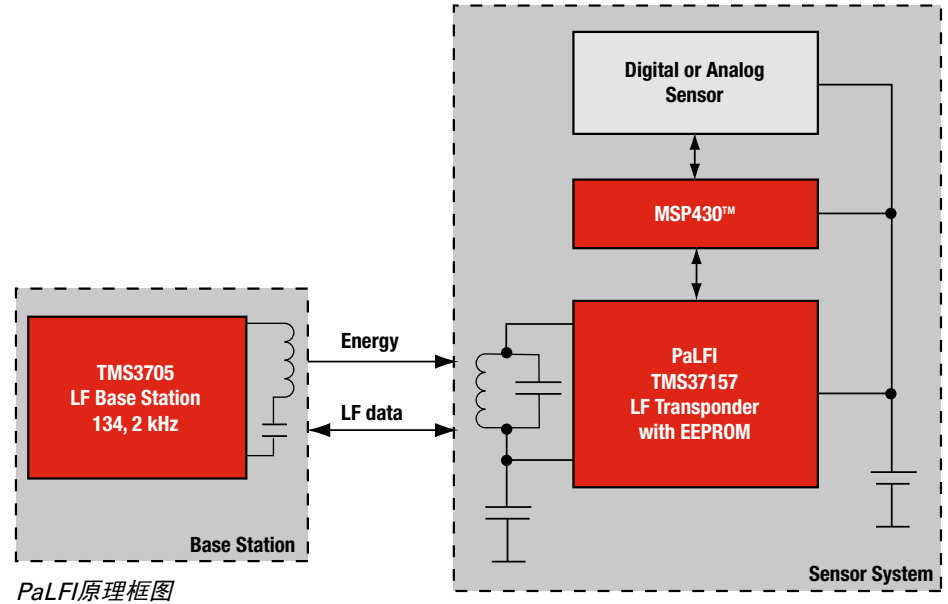 Digital or Analog
Sensor
MSP430™
PaLFI
TMS37157
LF Transponder
with EEPROM
Sensor System
Energy
LF data
TMS3705
LF Base Station
134, 2 kHz
Base Station
PaLFI原理框图